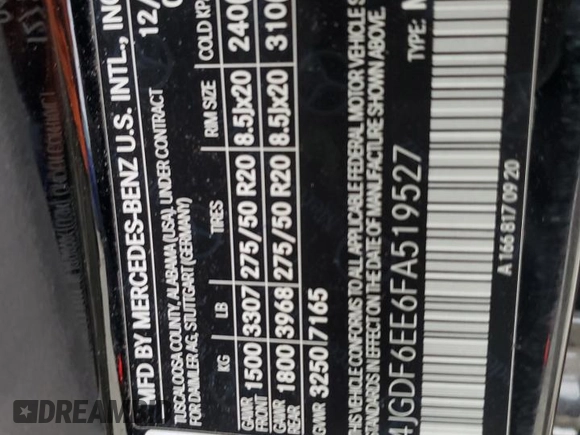 MFD BY MERCEDES-BENZ U.S. INTL., INC
TUSCALOOSA COUNTY, ALABAMA (USA), UNDER CONTRACT
FOR DAIMLER AG, STUTTGART (GERMANY)
12/
KG LB TIRES RIM SIZE COLD KP
GAWR FRONT 1500 3307 275/50 R20 8.5Jx20 240
GAWR REAR 1800 3968 275/50 R20 8.5Jx20 310
GVWR 3250 7165
THIS VEHICLE CONFORMS TO ALL APPLICABLE FEDERAL MOTOR VEHICLE S
STANDARDS IN EFFECT ON THE DATE OF MANUFACTURE SHOWN ABOVE.
4JGDF6EE6FA519527
TYPE:
A 166 817 09 20
DREAM